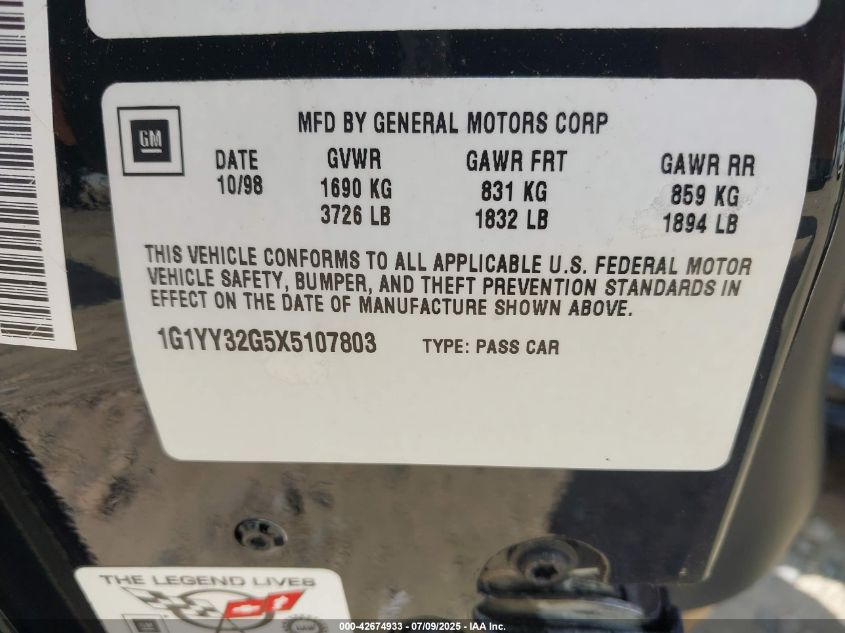 MFD BY GENERAL MOTORS CORP
GM
DATE GVWR GAWR FRT GAWR RR
10/98 1690 KG 831 KG 859 KG
3726 LB 1832 LB 1894 LB
THIS VEHICLE CONFORMS TO ALL APPLICABLE U.S. FEDERAL MOTOR
VEHICLE SAFETY, BUMPER, AND THEFT PREVENTION STANDARDS IN
EFFECT ON THE DATE OF MANUFACTURE SHOWN ABOVE.
1G1YY32G5X5107803 TYPE: PASS CAR
THE LEGEND LIVES
GM
UAW
000-42674933 - 07/09/2025 - IAA Inc.